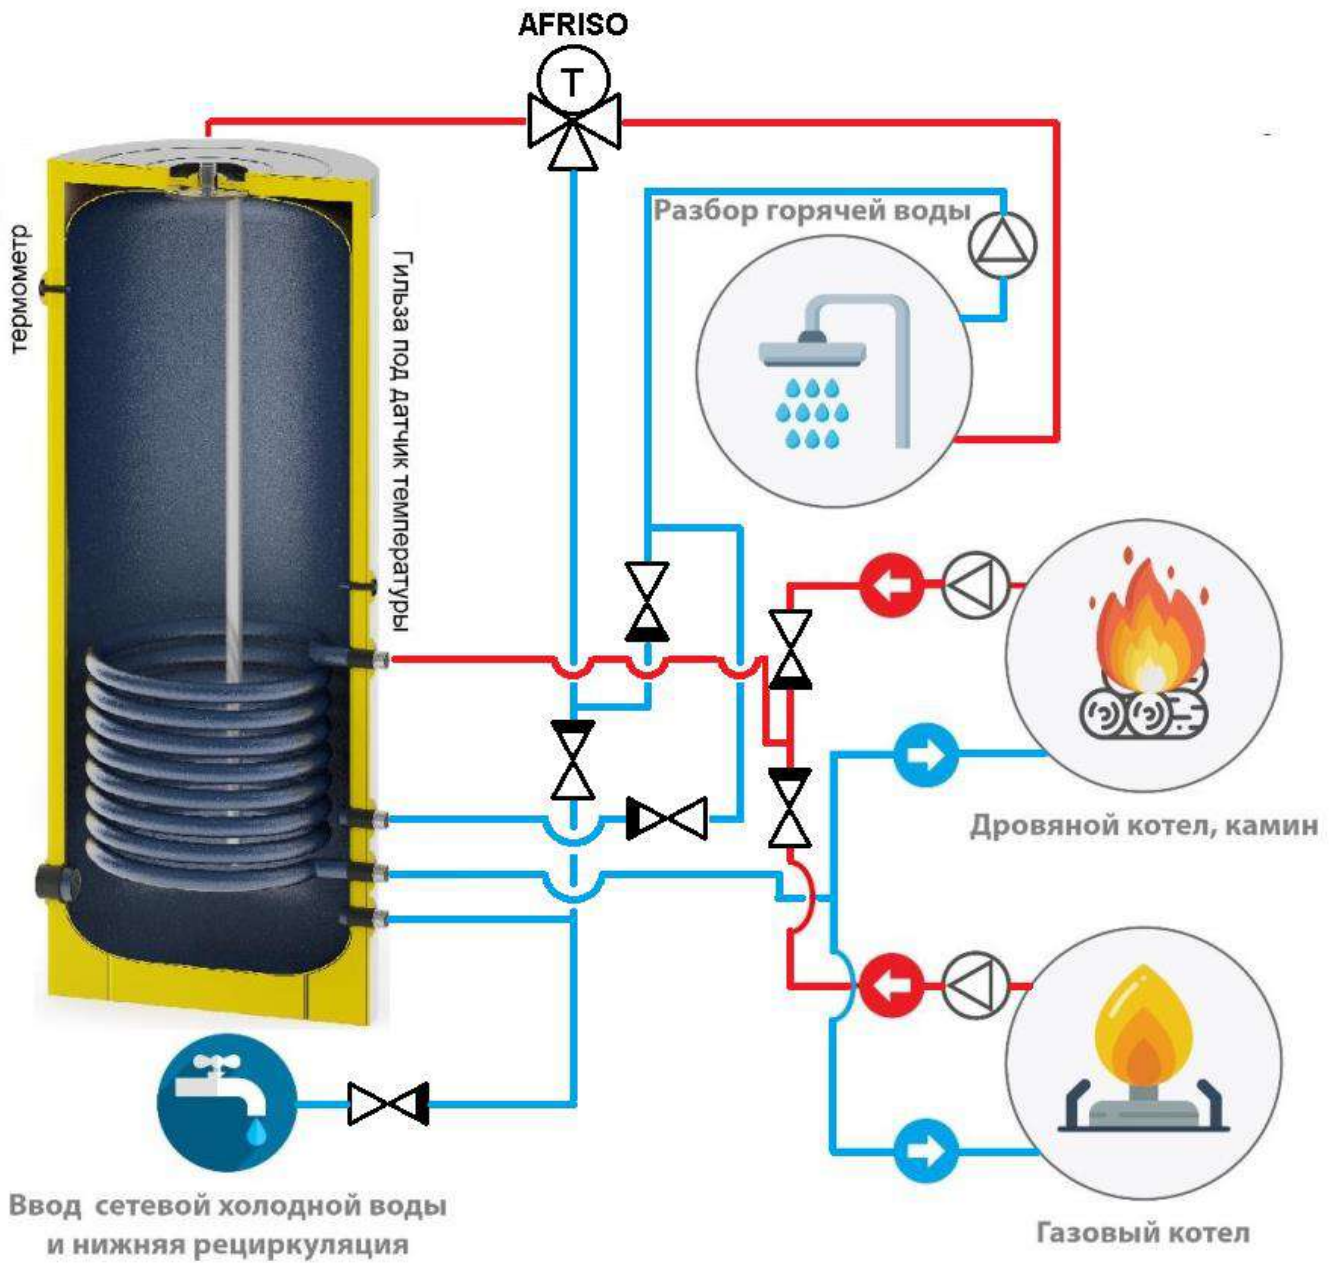 AFRISO
T
Разбор горячей воды
термометр
Гильза под датчик температуры
Дровяной котел, камин
Ввод сетевой холодной воды
и нижняя рециркуляция
Газовый котел